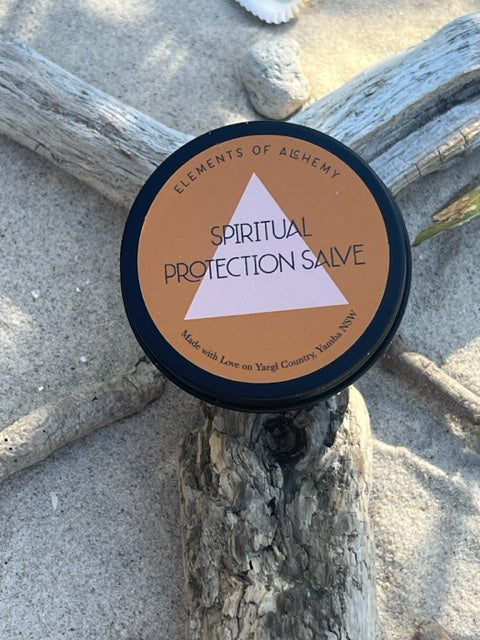 ELEMENTS OF ALCHEMY
SPIRITUAL
PROTECTION SALVE
Made with Love on Yaegl Country, Yamba NSW